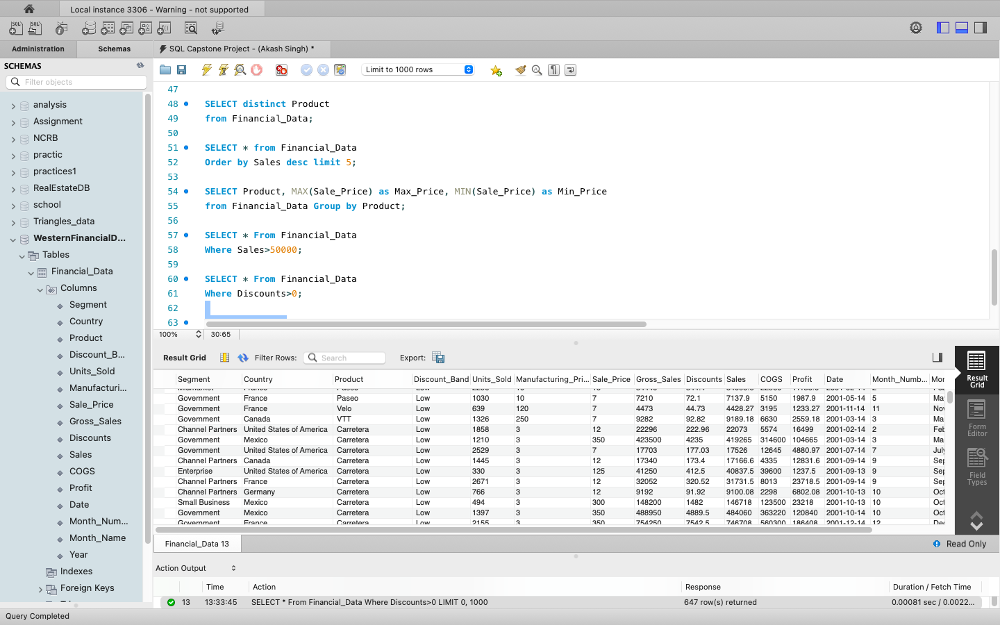 Local instance 3306 - Warning - not supported
Administration
Schemas
SQL Capstone Project - (Akash Singh) *
SCHEMAS
Filter objects
Limit to 1000 rows
analysis
Assignment
NCRB
practic
practices1
RealEstateDB
school
Triangles_data
WesternFinancialD...
Tables
Financial_Data
Columns
Segment
Country
Product
Discount_B...
Units_Sold
Manufacturi...
Sale_Price
Gross_Sales
Discounts
Sales
COGS
Profit
Date
Month_Num...
Month_Name
Year
Indexes
Foreign Keys
47
48 SELECT distinct Product
49 from Financial_Data;
50
51 SELECT * from Financial_Data
52 Order by Sales desc limit 5;
53
54 SELECT Product, MAX(Sale_Price) as Max_Price, MIN(Sale_Price) as Min_Price
55 from Financial_Data Group by Product;
56
57 SELECT * From Financial_Data
58 Where Sales>50000;
59
60 SELECT * From Financial_Data
61 Where Discounts>0;
62
63
100% 30:65
Result Grid Filter Rows: Search Export:
Segment Country Product Discount_Band Units_Sold Manufacturing_Pri... Sale_Price Gross_Sales Discounts Sales COGS Profit Date Month_Numb... Mor
Government France Paseo Low 1030 10 7 7210 72.1 7137.9 5150 1987.9 2001-05-14 5 Ma
Government France Velo Low 639 120 7 4473 44.73 4428.27 3195 1233.27 2001-11-14 11 Nov
Government Canada VTT Low 1326 250 7 9282 92.82 9189.18 6630 2559.18 2001-03-14 3 Ma
Channel Partners United States of America Carretera Low 1858 3 12 22296 222.96 22073 5574 16499 2001-02-14 2 Feb
Government Mexico Carretera Low 1210 3 350 423500 4235 419265 314600 104665 2001-03-14 3 Ma
Government United States of America Carretera Low 2529 3 7 17703 177.03 17526 12645 4880.97 2001-07-14 7 July
Channel Partners Canada Carretera Low 1445 3 12 17340 173.4 17166.6 4335 12831.6 2001-09-14 9 Sep
Enterprise United States of America Carretera Low 330 3 125 41250 412.5 40837.5 39600 1237.5 2001-09-13 9 Sep
Channel Partners France Carretera Low 2671 3 12 32052 320.52 31731.5 8013 23718.5 2001-09-14 9 Sep
Channel Partners Germany Carretera Low 766 3 12 9192 91.92 9100.08 2298 6802.08 2001-10-13 10 Oct
Small Business Mexico Carretera Low 494 3 300 148200 1482 146718 123500 23218 2001-10-13 10 Oct
Government Mexico Carretera Low 1397 3 350 488950 4889.5 484060 363220 120840 2001-10-14 10 Oct
Government France Carretera Low 2155 3 350 754250 7542.5 746708 560300 186408 2001-12-14 12 De
Result
Grid
Form
Editor
Field
Types
Financial_Data 13
Read Only
Action Output
Time Action Response Duration / Fetch Time
13 13:33:45 SELECT * From Financial_Data Where Discounts>0 LIMIT 0, 1000 647 row(s) returned 0.00081 sec / 0.0022...
Query Completed